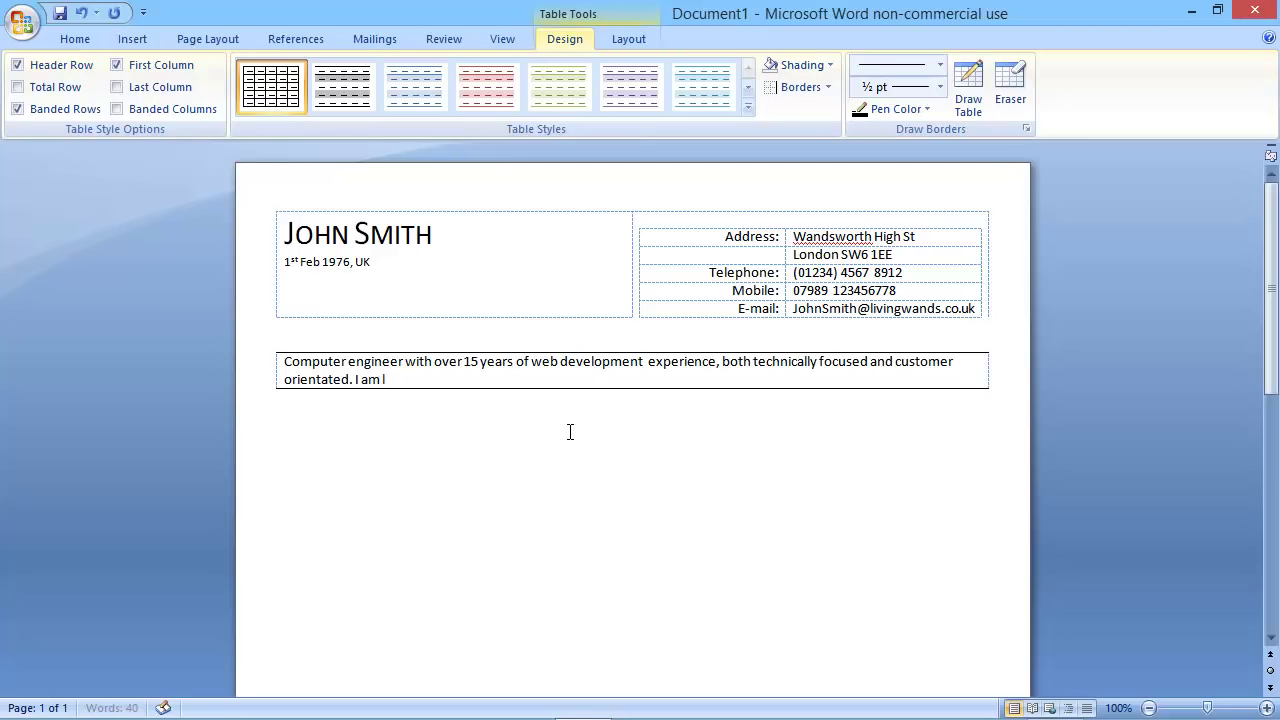 Table Tools
Document1 - Microsoft Word non-commercial use
Home Insert Page Layout References Mailings Review View Design Layout
Header Row First Column
Total Row Last Column
Banded Rows Banded Columns
Table Style Options
Table Styles
Shading
Borders
½ pt
Pen Color
Draw Table
Eraser
Draw Borders
JOHN SMITH
1st Feb 1976, UK
Address: Wandsworth High St
London SW6 1EE
Telephone: (01234) 4567 8912
Mobile: 07989 123456778
E-mail: JohnSmith@livingwands.co.uk
Computer engineer with over 15 years of web development experience, both technically focused and customer
orientated. I am l
Page: 1 of 1 Words: 40 100%